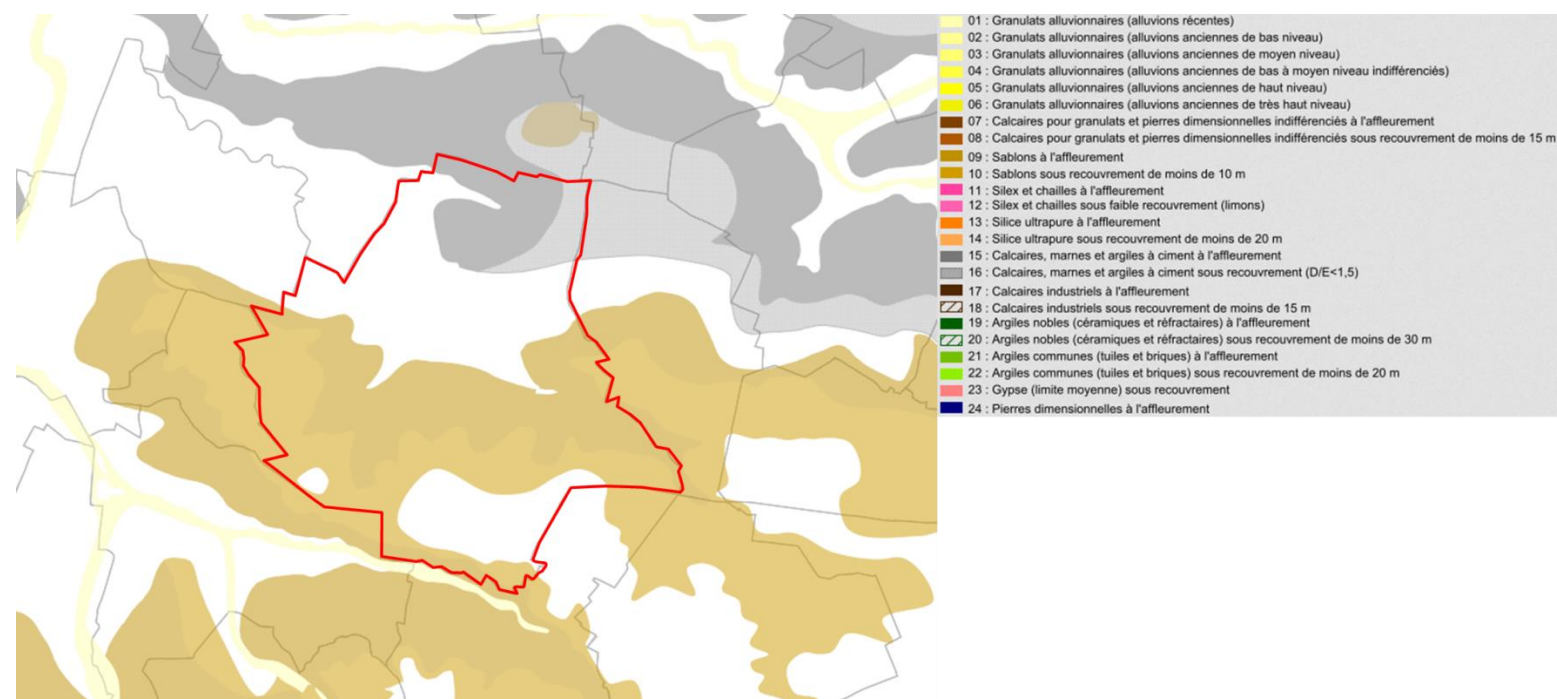 01 : Granulats alluvionnaires (alluvions récentes)
02 : Granulats alluvionnaires (alluvions anciennes de bas niveau)
03 : Granulats alluvionnaires (alluvions anciennes de moyen niveau)
04 : Granulats alluvionnaires (alluvions anciennes de bas à moyen niveau indifférenciés)
05 : Granulats alluvionnaires (alluvions anciennes de haut niveau)
06 : Granulats alluvionnaires (alluvions anciennes de très haut niveau)
07 : Calcaires pour granulats et pierres dimensionnelles indifférenciés à l'affleurement
08 : Calcaires pour granulats et pierres dimensionnelles indifférenciés sous recouvrement de moins de 15 m
09 : Sablons à l'affleurement
10 : Sablons sous recouvrement de moins de 10 m
11 : Silex et chailles à l'affleurement
12 : Silex et chailles sous faible recouvrement (limons)
13 : Silice ultrapure à l'affleurement
14 : Silice ultrapure sous recouvrement de moins de 20 m
15 : Calcaires, marnes et argiles à ciment à l'affleurement
16 : Calcaires, marnes et argiles à ciment sous recouvrement (D/E<1,5)
17 : Calcaires industriels à l'affleurement
18 : Calcaires industriels sous recouvrement de moins de 15 m
19 : Argiles nobles (céramiques et réfractaires) à l'affleurement
20 : Argiles nobles (céramiques et réfractaires) sous recouvrement de moins de 30 m
21 : Argiles communes (tuiles et briques) à l'affleurement
22 : Argiles communes (tuiles et briques) sous recouvrement de moins de 20 m
23 : Gypse (limite moyenne) sous recouvrement
24 : Pierres dimensionnelles à l'affleurement